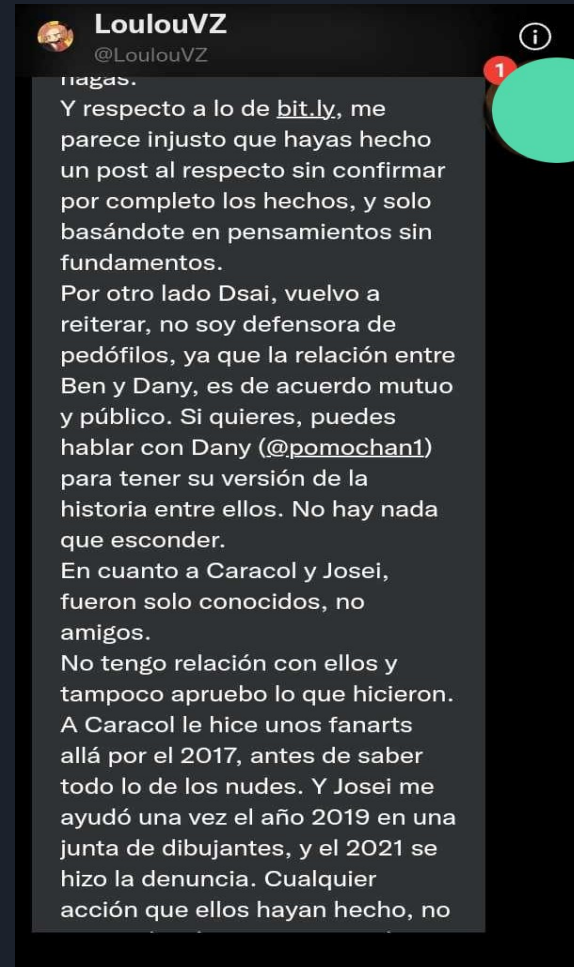 LoulouVZ
@LoulouVZ
1
hagas.
Y respecto a lo de bit.ly, me
parece injusto que hayas hecho
un post al respecto sin confirmar
por completo los hechos, y solo
basándote en pensamientos sin
fundamentos.
Por otro lado Dsai, vuelvo a
reiterar, no soy defensora de
pedófilos, ya que la relación entre
Ben y Dany, es de acuerdo mutuo
y público. Si quieres, puedes
hablar con Dany (@pomochan1)
para tener su versión de la
historia entre ellos. No hay nada
que esconder.
En cuanto a Caracol y Josei,
fueron solo conocidos, no
amigos.
No tengo relación con ellos y
tampoco apruebo lo que hicieron.
A Caracol le hice unos fanarts
allá por el 2017, antes de saber
todo lo de los nudes. Y Josei me
ayudó una vez el año 2019 en una
junta de dibujantes, y el 2021 se
hizo la denuncia. Cualquier
acción que ellos hayan hecho, no